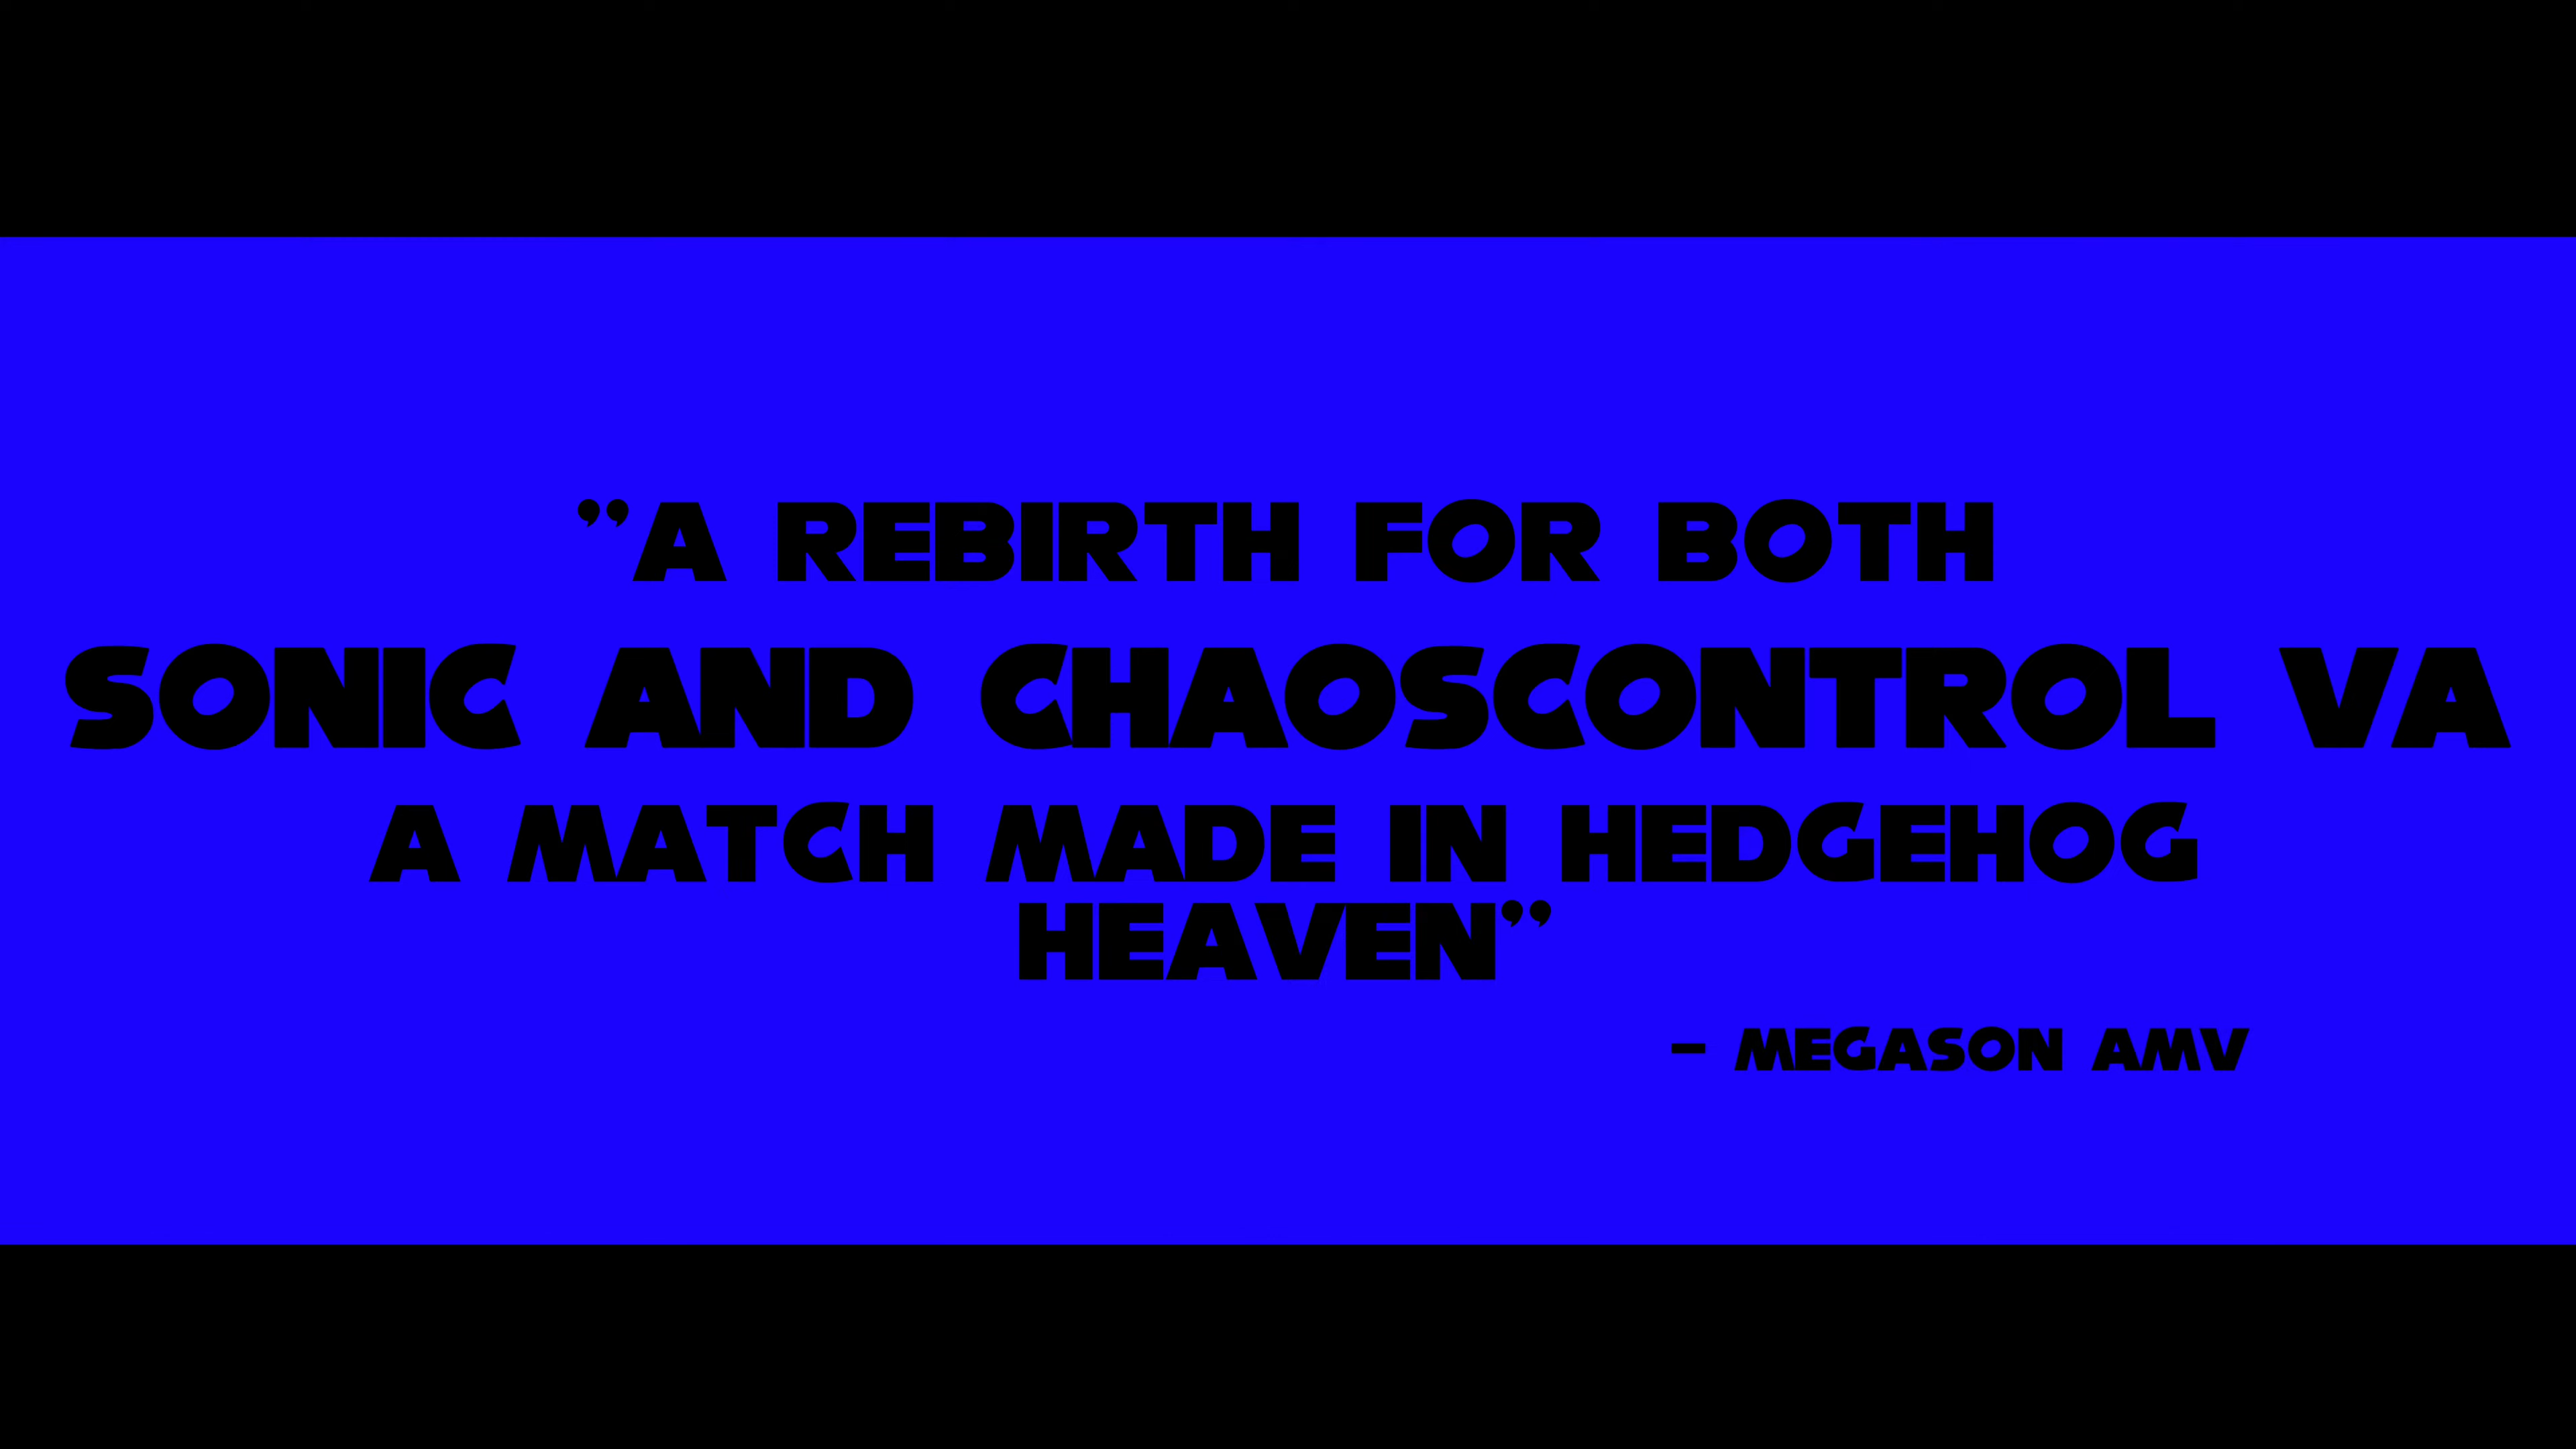 ”A REBIRTH FOR BOTH
SONIC AND CHAOSCONTROL VA
A MATCH MADE IN HEDGEHOG
HEAVEN”
- MEGASON AMV